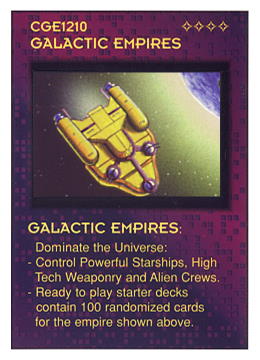 CGE1210
GALACTIC EMPIRES
GALACTIC EMPIRES:
Dominate the Universe:
- Control Powerful Starships, High
Tech Weaponry and Alien Crews.
- Ready to play starter decks
contain 100 randomized cards
for the empire shown above.